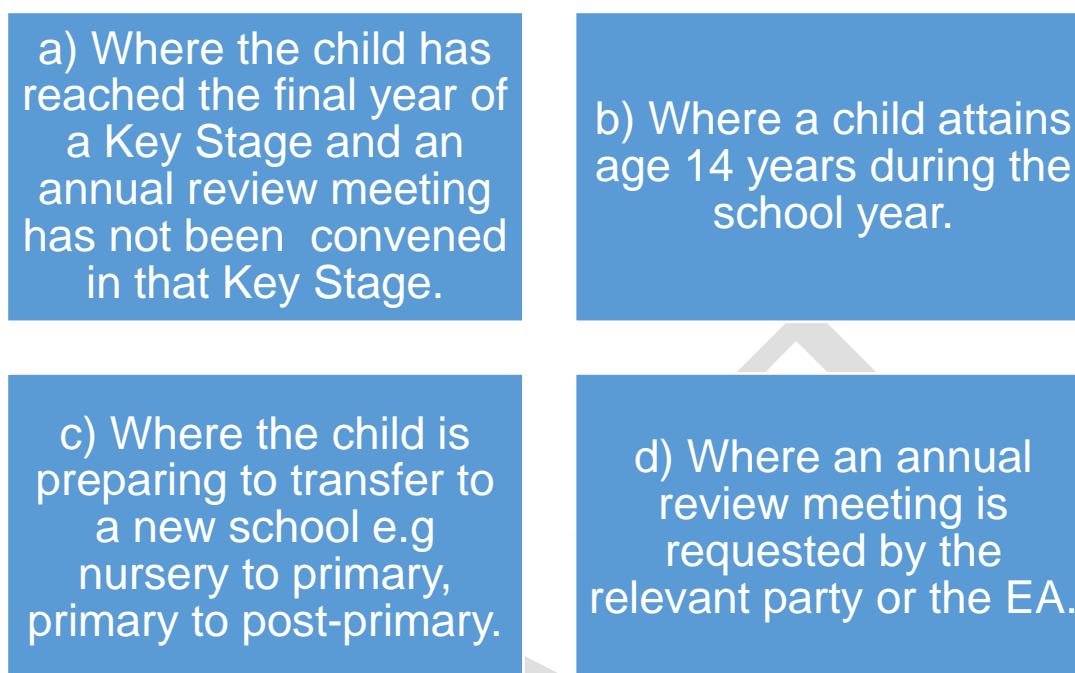 a) Where the child has
reached the final year of
a Key Stage and an
annual review meeting
has not been  convened
in that Key Stage.
b) Where a child attains
age 14 years during the
school year.
c) Where the child is
preparing to transfer to
a new school e.g
nursery to primary,
primary to post-primary.
d) Where an annual
review meeting is
requested by the
relevant party or the EA.